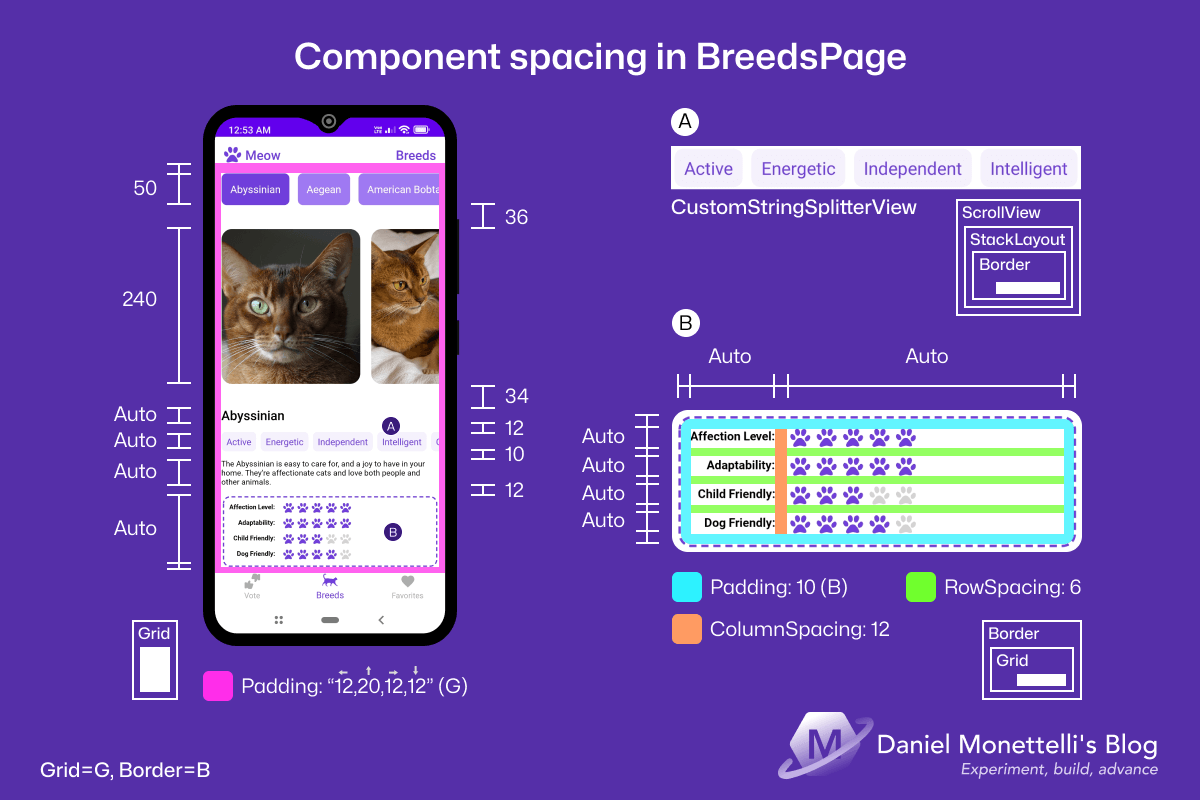 Component spacing in BreedsPage
12:53 AM
Meow
Breeds
Abyssinian
Aegean
American Bobta
Abyssinian
A
Active
Energetic
Independent
Intelligent
The Abyssinian is easy to care for, and a joy to have in your
home. They're affectionate cats and love both people and
other animals.
Affection Level:
Adaptability:
Child Friendly:
Dog Friendly:
B
Vote
Breeds
Favorites
50
240
Auto
Auto
Auto
Auto
36
34
12
10
12
Grid
Padding: "12,20,12,12" (G)
Grid=G, Border=B
A
Active
Energetic
Independent
Intelligent
CustomStringSplitterView
ScrollView
StackLayout
Border
B
Auto
Auto
Auto
Auto
Auto
Auto
Affection Level:
Adaptability:
Child Friendly:
Dog Friendly:
Padding: 10 (B)
RowSpacing: 6
ColumnSpacing: 12
Border
Grid
M
Daniel Monettelli's Blog
Experiment, build, advance